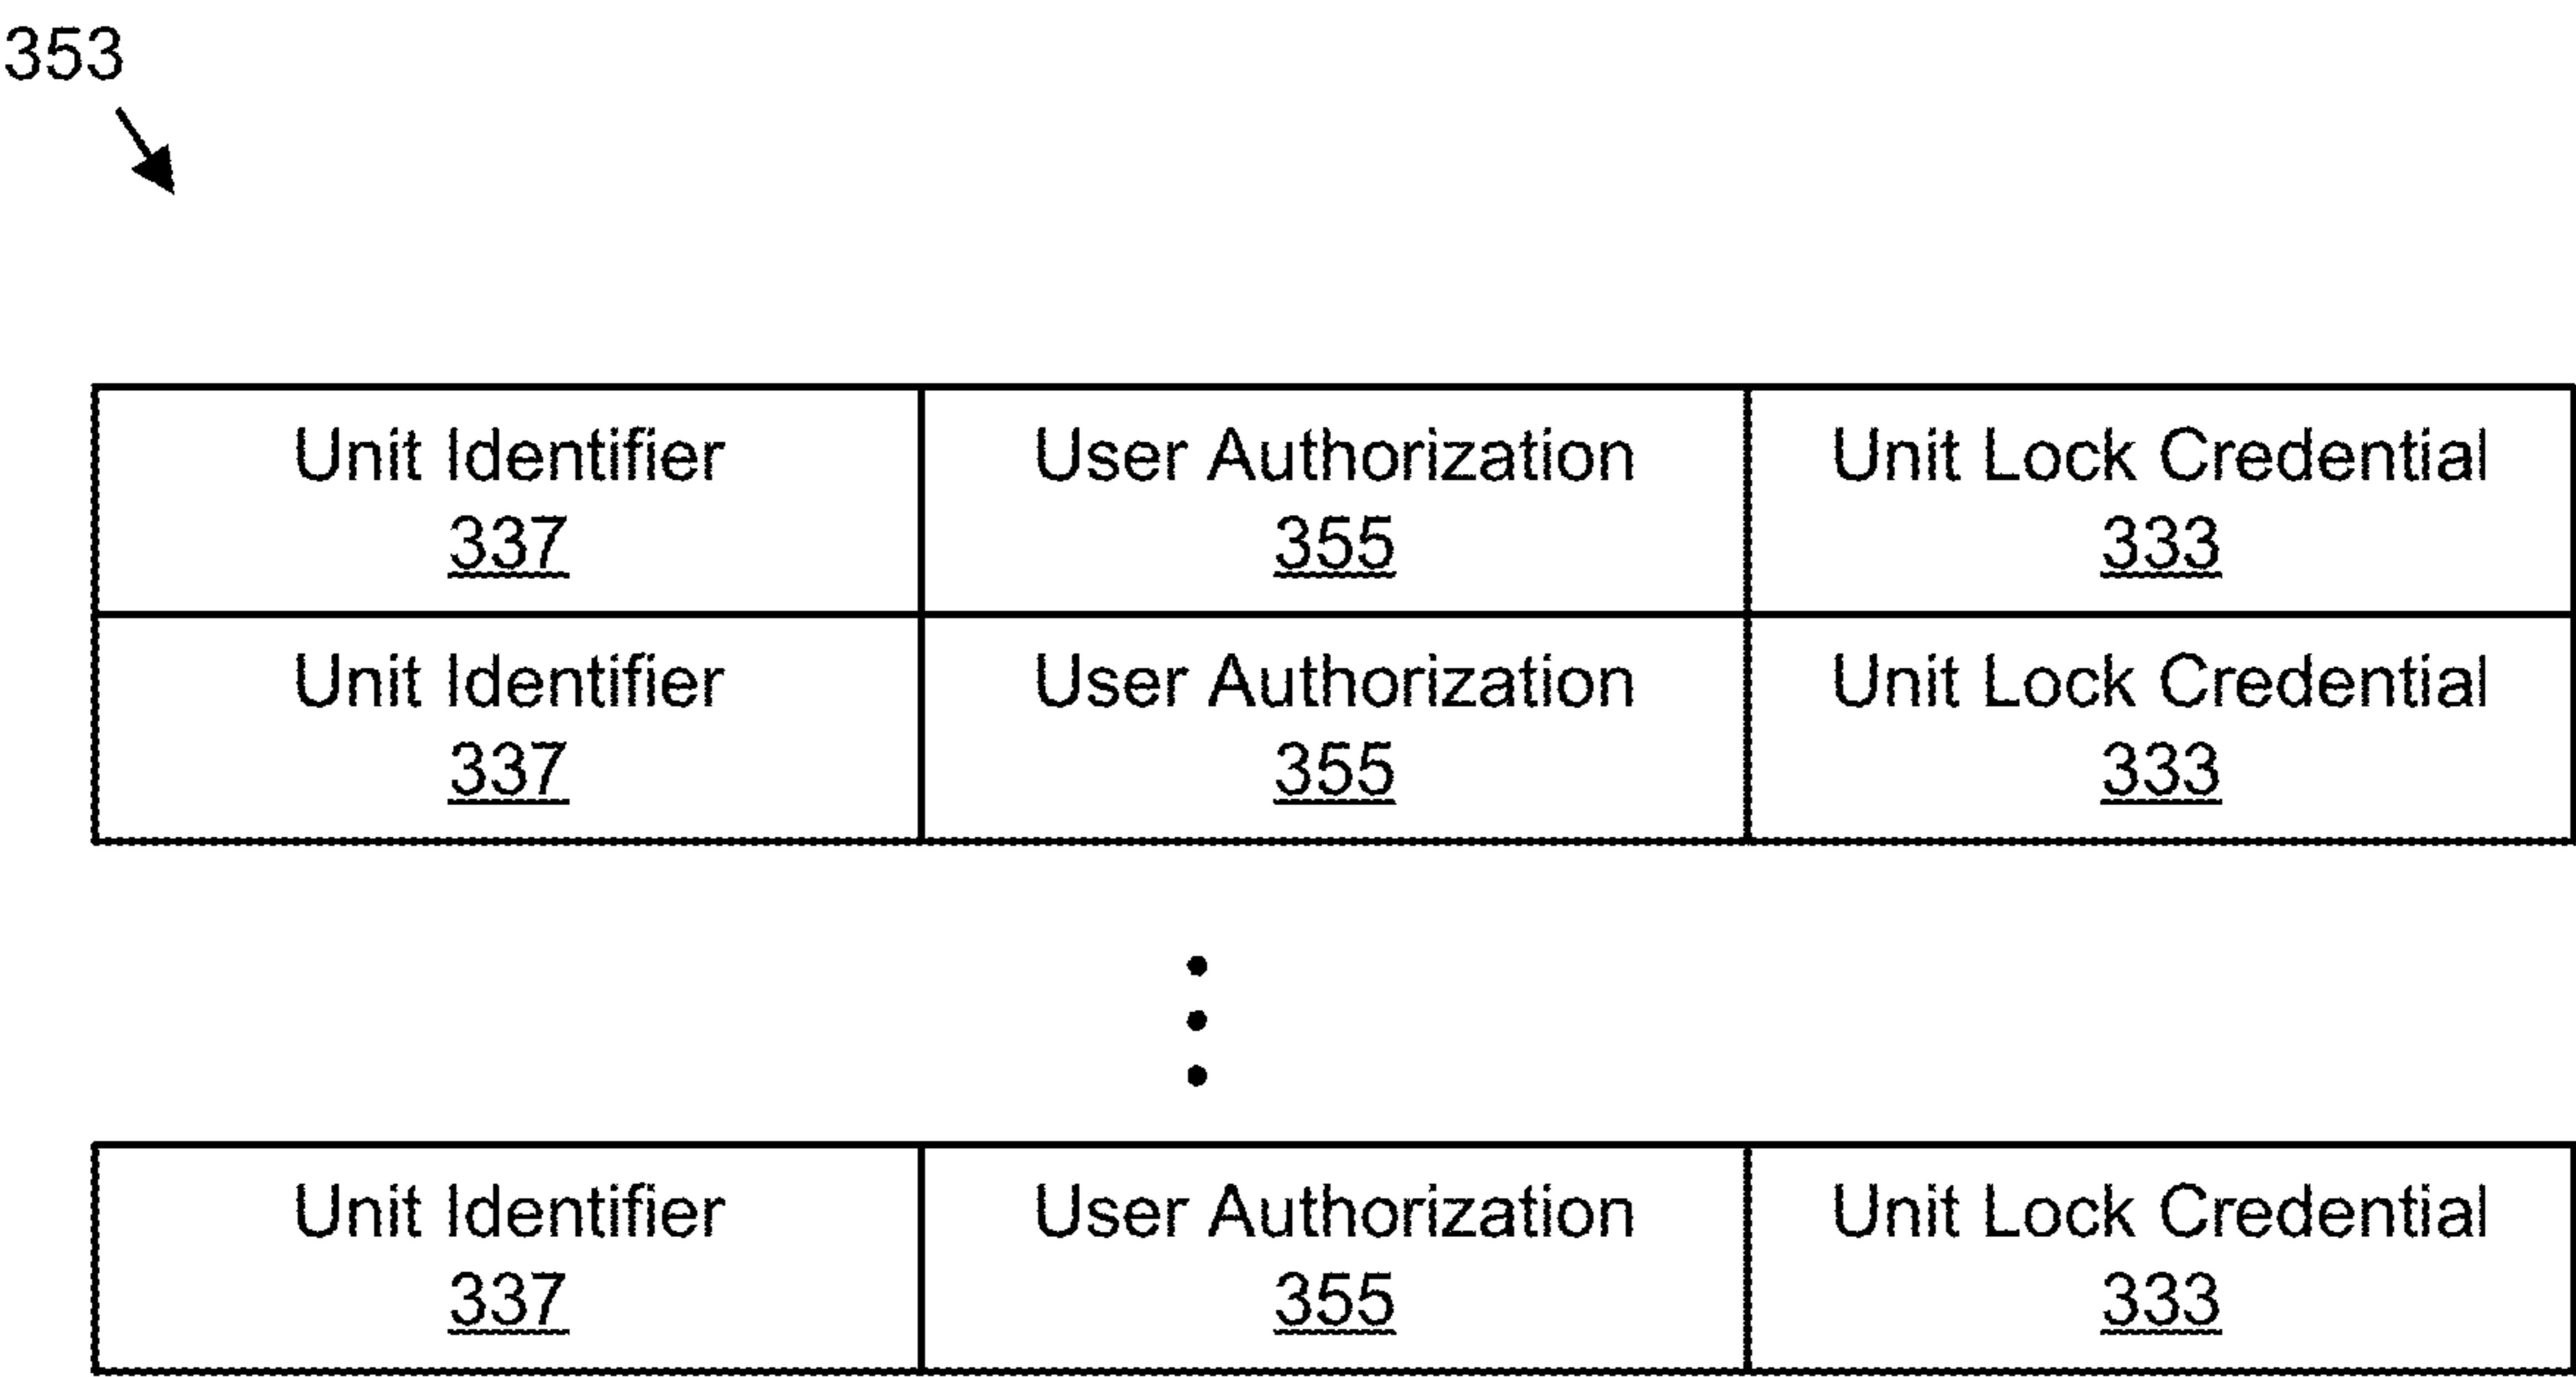 353
Unit Identifier User Authorization Unit Lock Credential
337 355 333
Unit Identifier User Authorization Unit Lock Credential
337 355 333
Unit Identifier User Authorization Unit Lock Credential
337 355 333